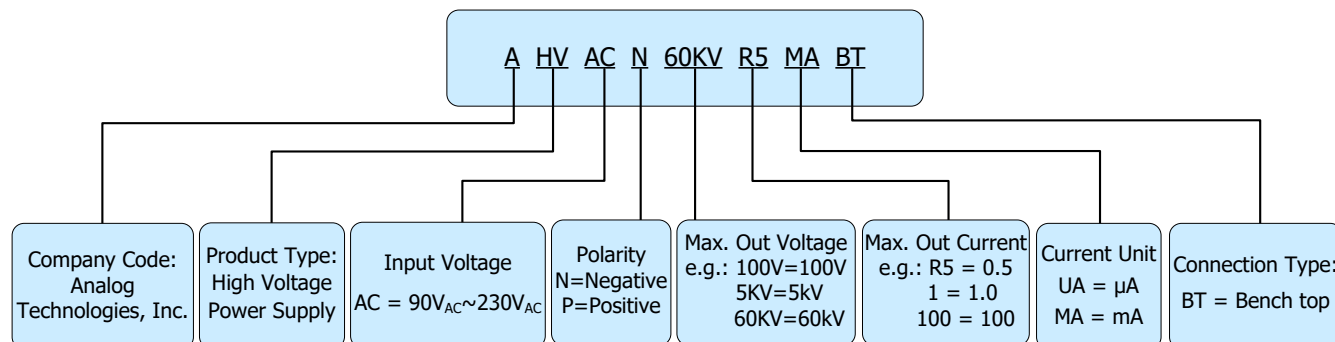 A HV AC N 60KV R5 MA BT
Company Code:
Analog
Technologies, Inc.
Product Type:
High Voltage
Power Supply
Input Voltage
AC = 90VAC~230VAC
Polarity
N=Negative
P=Positive
Max. Out Voltage
e.g.: 100V=100V
5KV=5kV
60KV=60kV
Max. Out Current
e.g.: R5 = 0.5
1 = 1.0
100 = 100
Current Unit
UA = µA
MA = mA
Connection Type:
BT = Bench top